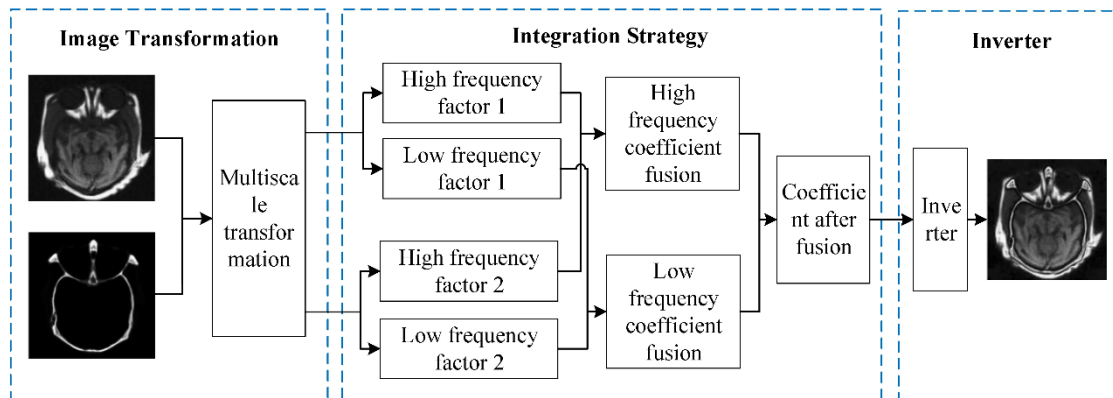 Image Transformation
Multisca
le
transfor
mation
Integration Strategy
High frequency
factor 1
Low frequency
factor 1
High frequency
factor 2
Low frequency
factor 2
High
frequency
coefficient
fusion
Low
frequency
coefficient
fusion
Coefficie
nt after
fusion
Inverter
Inve
rter